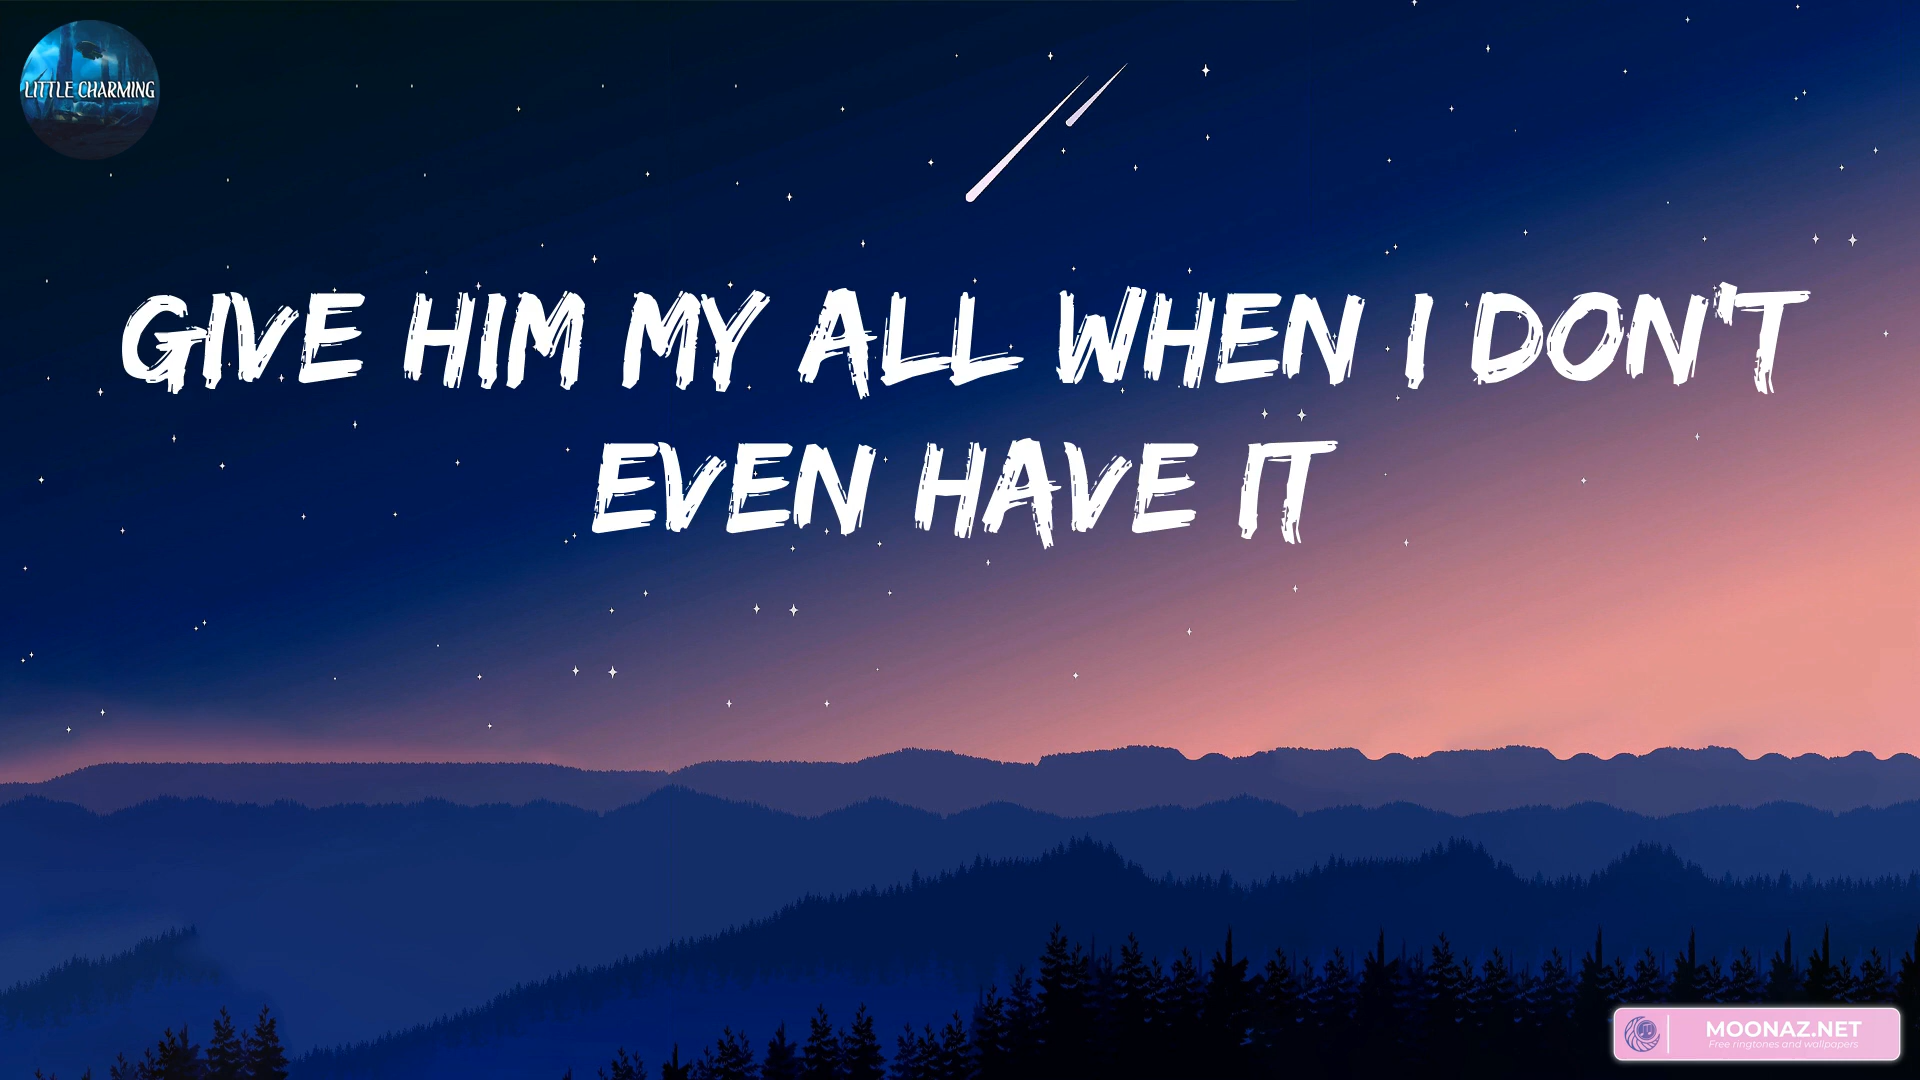 LITTLE CHARMING
GIVE HIM MY ALL WHEN I DON'T
EVEN HAVE IT
MOONAZ.NET
Free ringtones and wallpapers